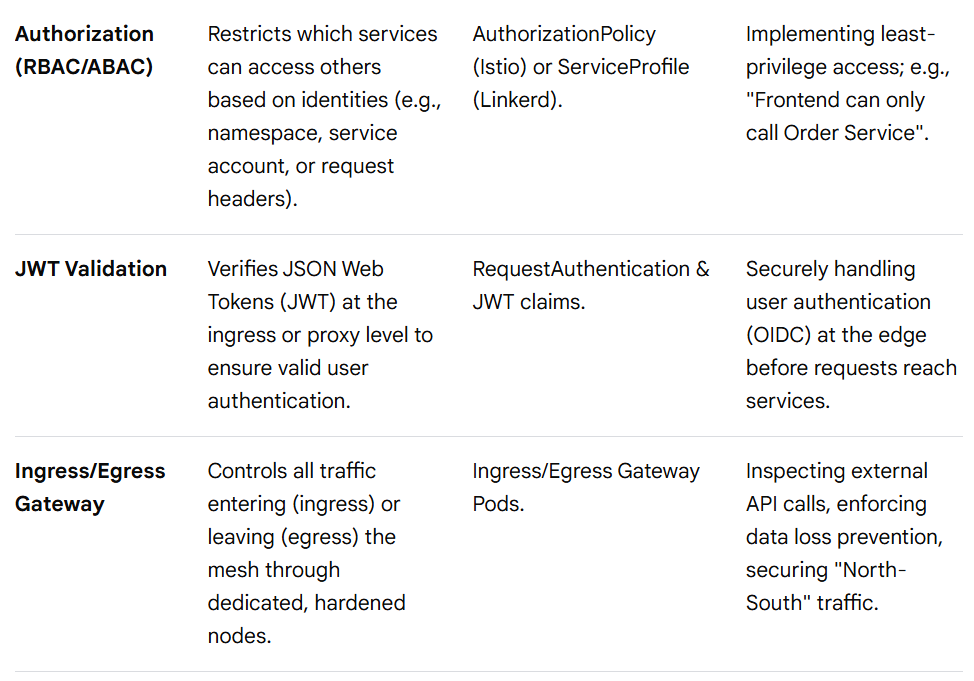 Authorization
(RBAC/ABAC)
Restricts which services
can access others
based on identities (e.g.,
namespace, service
account, or request
headers).
AuthorizationPolicy
(Istio) or ServiceProfile
(Linkerd).
Implementing least-
privilege access; e.g.,
"Frontend can only
call Order Service".
JWT Validation
Verifies JSON Web
Tokens (JWT) at the
ingress or proxy level to
ensure valid user
authentication.
RequestAuthentication &
JWT claims.
Securely handling
user authentication
(OIDC) at the edge
before requests reach
services.
Ingress/Egress
Gateway
Controls all traffic
entering (ingress) or
leaving (egress) the
mesh through
dedicated, hardened
nodes.
Ingress/Egress Gateway
Pods.
Inspecting external
API calls, enforcing
data loss prevention,
securing "North-
South" traffic.